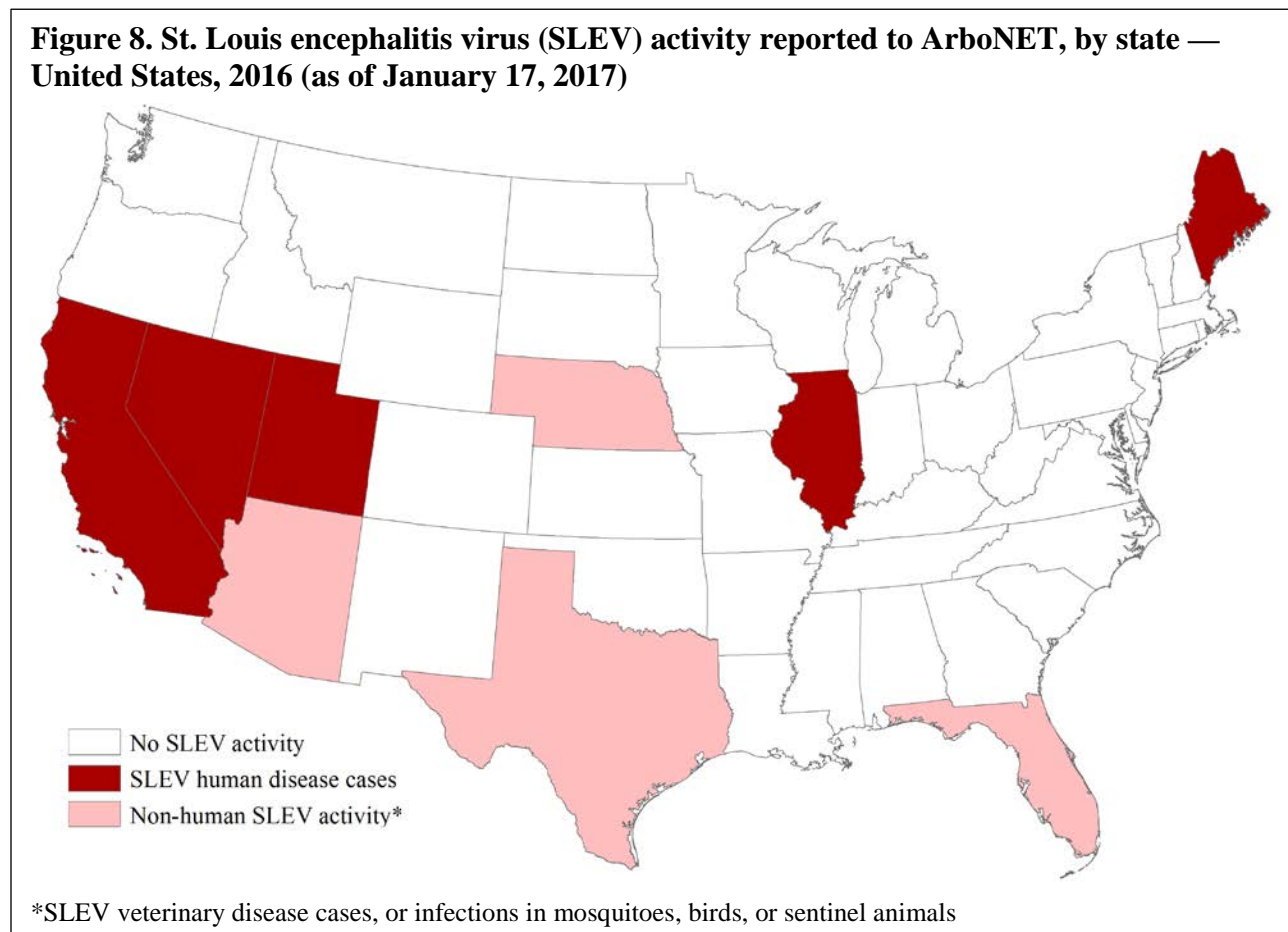 Figure 8. St. Louis encephalitis virus (SLEV) activity reported to ArboNET, by state —
United States, 2016 (as of January 17, 2017)
No SLEV activity
SLEV human disease cases
Non-human SLEV activity*
*SLEV veterinary disease cases, or infections in mosquitoes, birds, or sentinel animals